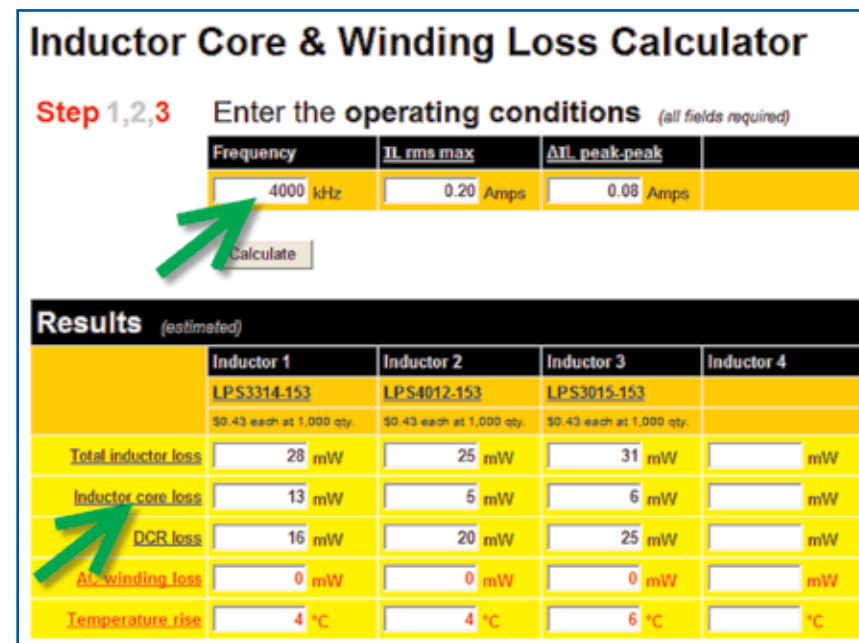 Inductor Core & Winding Loss Calculator
Step 1,2,3 Enter the operating conditions (all fields required)
Frequency IL rms max ΔIL peak-peak
4000 kHz 0.20 Amps 0.08 Amps
Calculate
Results (estimated)
Inductor 1 Inductor 2 Inductor 3 Inductor 4
LPS3314-153 LPS4012-153 LPS3015-153
$0.43 each at 1,000 qty. $0.43 each at 1,000 qty. $0.43 each at 1,000 qty.
Total inductor loss 28 mW 25 mW 31 mW mW
Inductor core loss 13 mW 5 mW 6 mW mW
DCR loss 16 mW 20 mW 25 mW mW
AC winding loss 0 mW 0 mW 0 mW mW
Temperature rise 4 °C 4 °C 6 °C °C